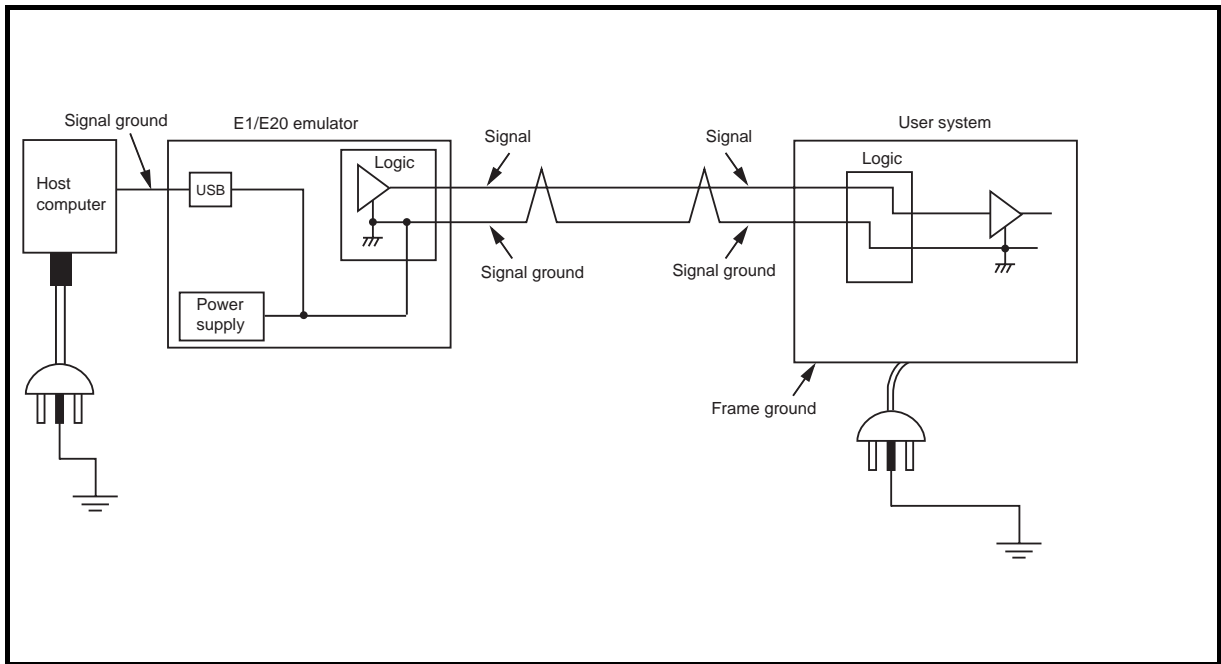 Signal ground
E1/E20 emulator
Signal
Signal
User system
Host
computer
USB
Logic
Logic
Signal ground
Signal ground
Power
supply
Frame ground